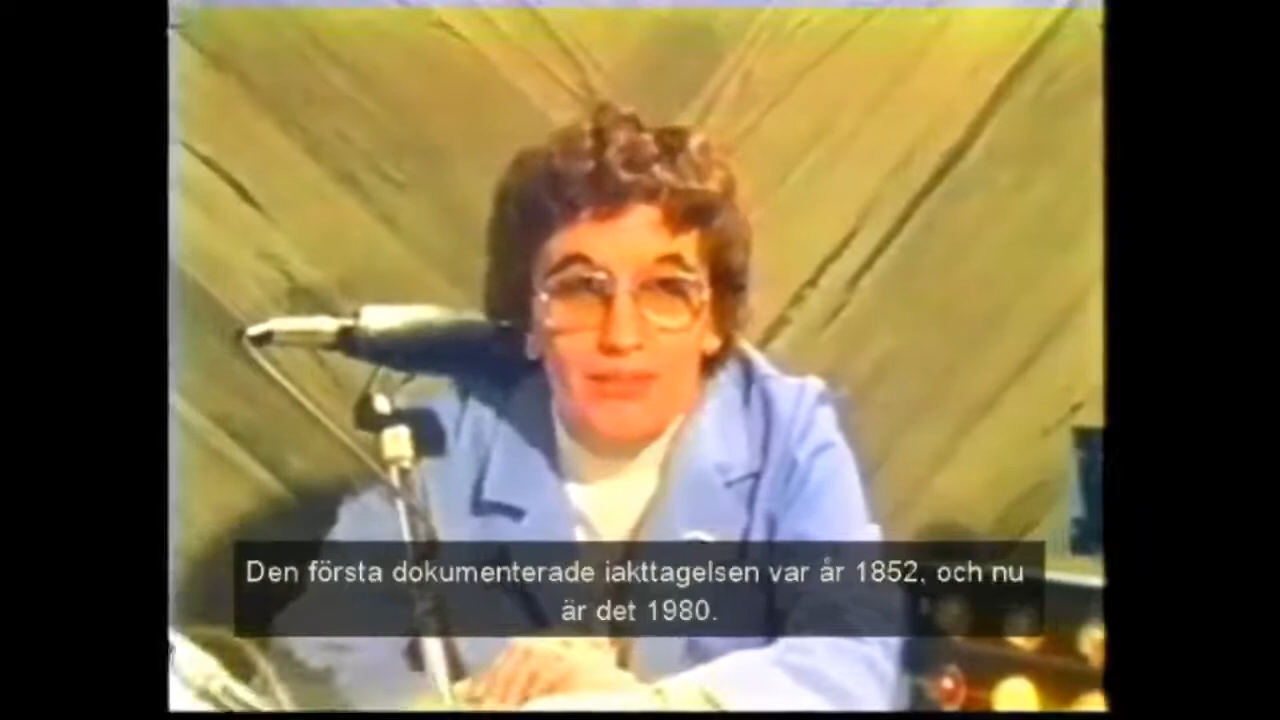 Den första dokumenterade iakttagelsen var år 1852, och nu
är det 1980.